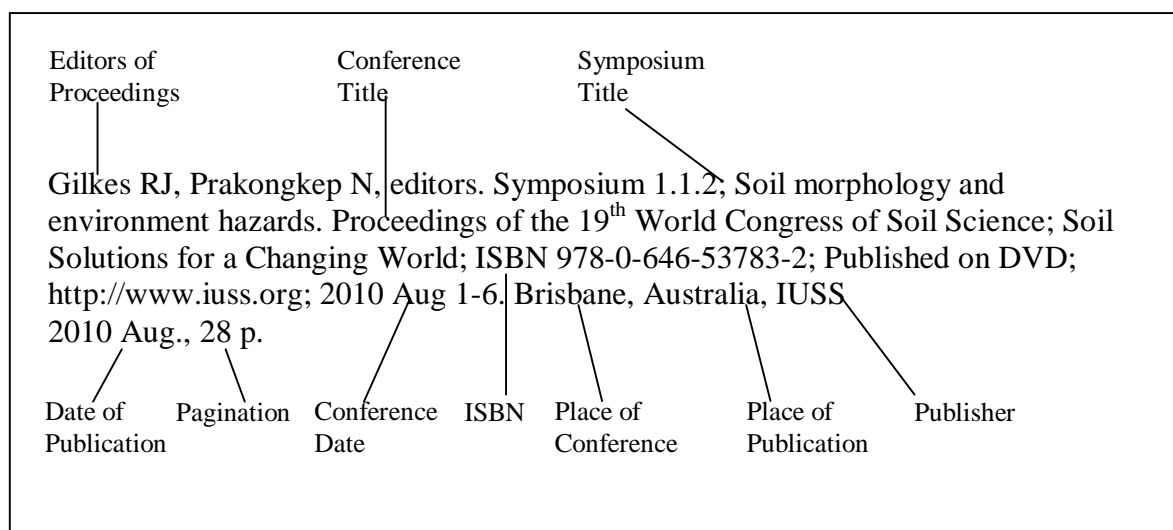 Editors of Conference Symposium
Proceedings Title Title
Gilkes RJ, Prakongkep N, editors. Symposium 1.1.2; Soil morphology and
environment hazards. Proceedings of the 19th World Congress of Soil Science; Soil
Solutions for a Changing World; ISBN 978-0-646-53783-2; Published on DVD;
http://www.iuss.org; 2010 Aug 1-6. Brisbane, Australia, IUSS
2010 Aug., 28 p.
Date of Pagination Conference ISBN Place of Place of Publisher
Publication Date Conference Publication